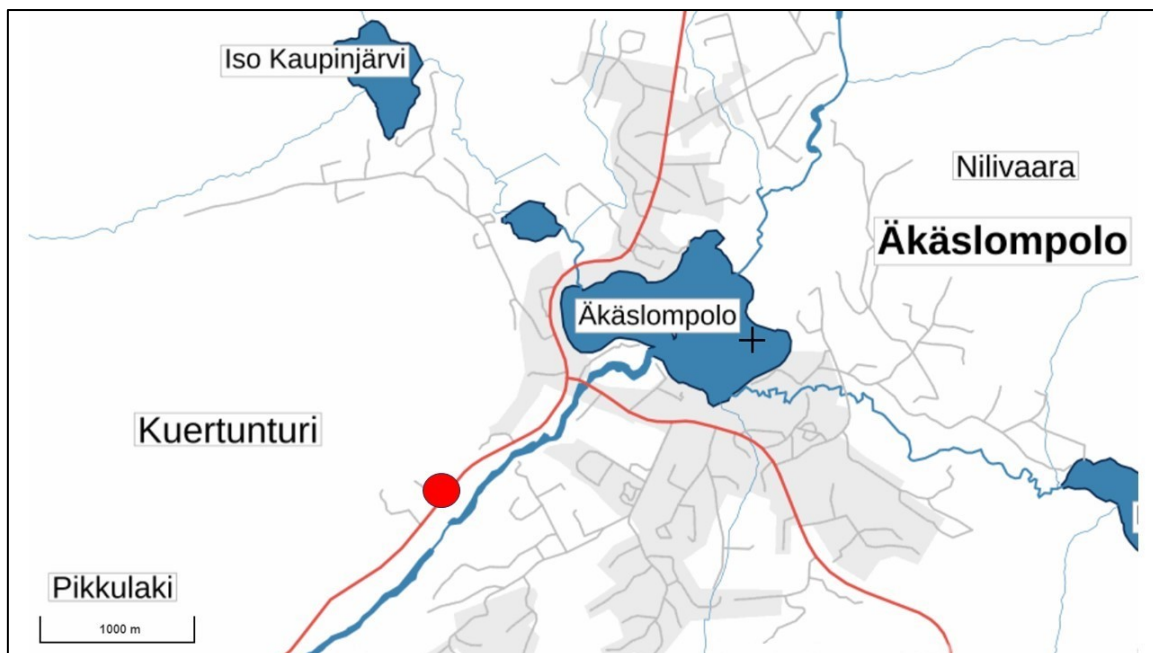 Iso Kaupinjärvi
Nilivaara
Äkäslompolo
Äkäslompolo
Kuertunturi
Pikkulaki
1000 m